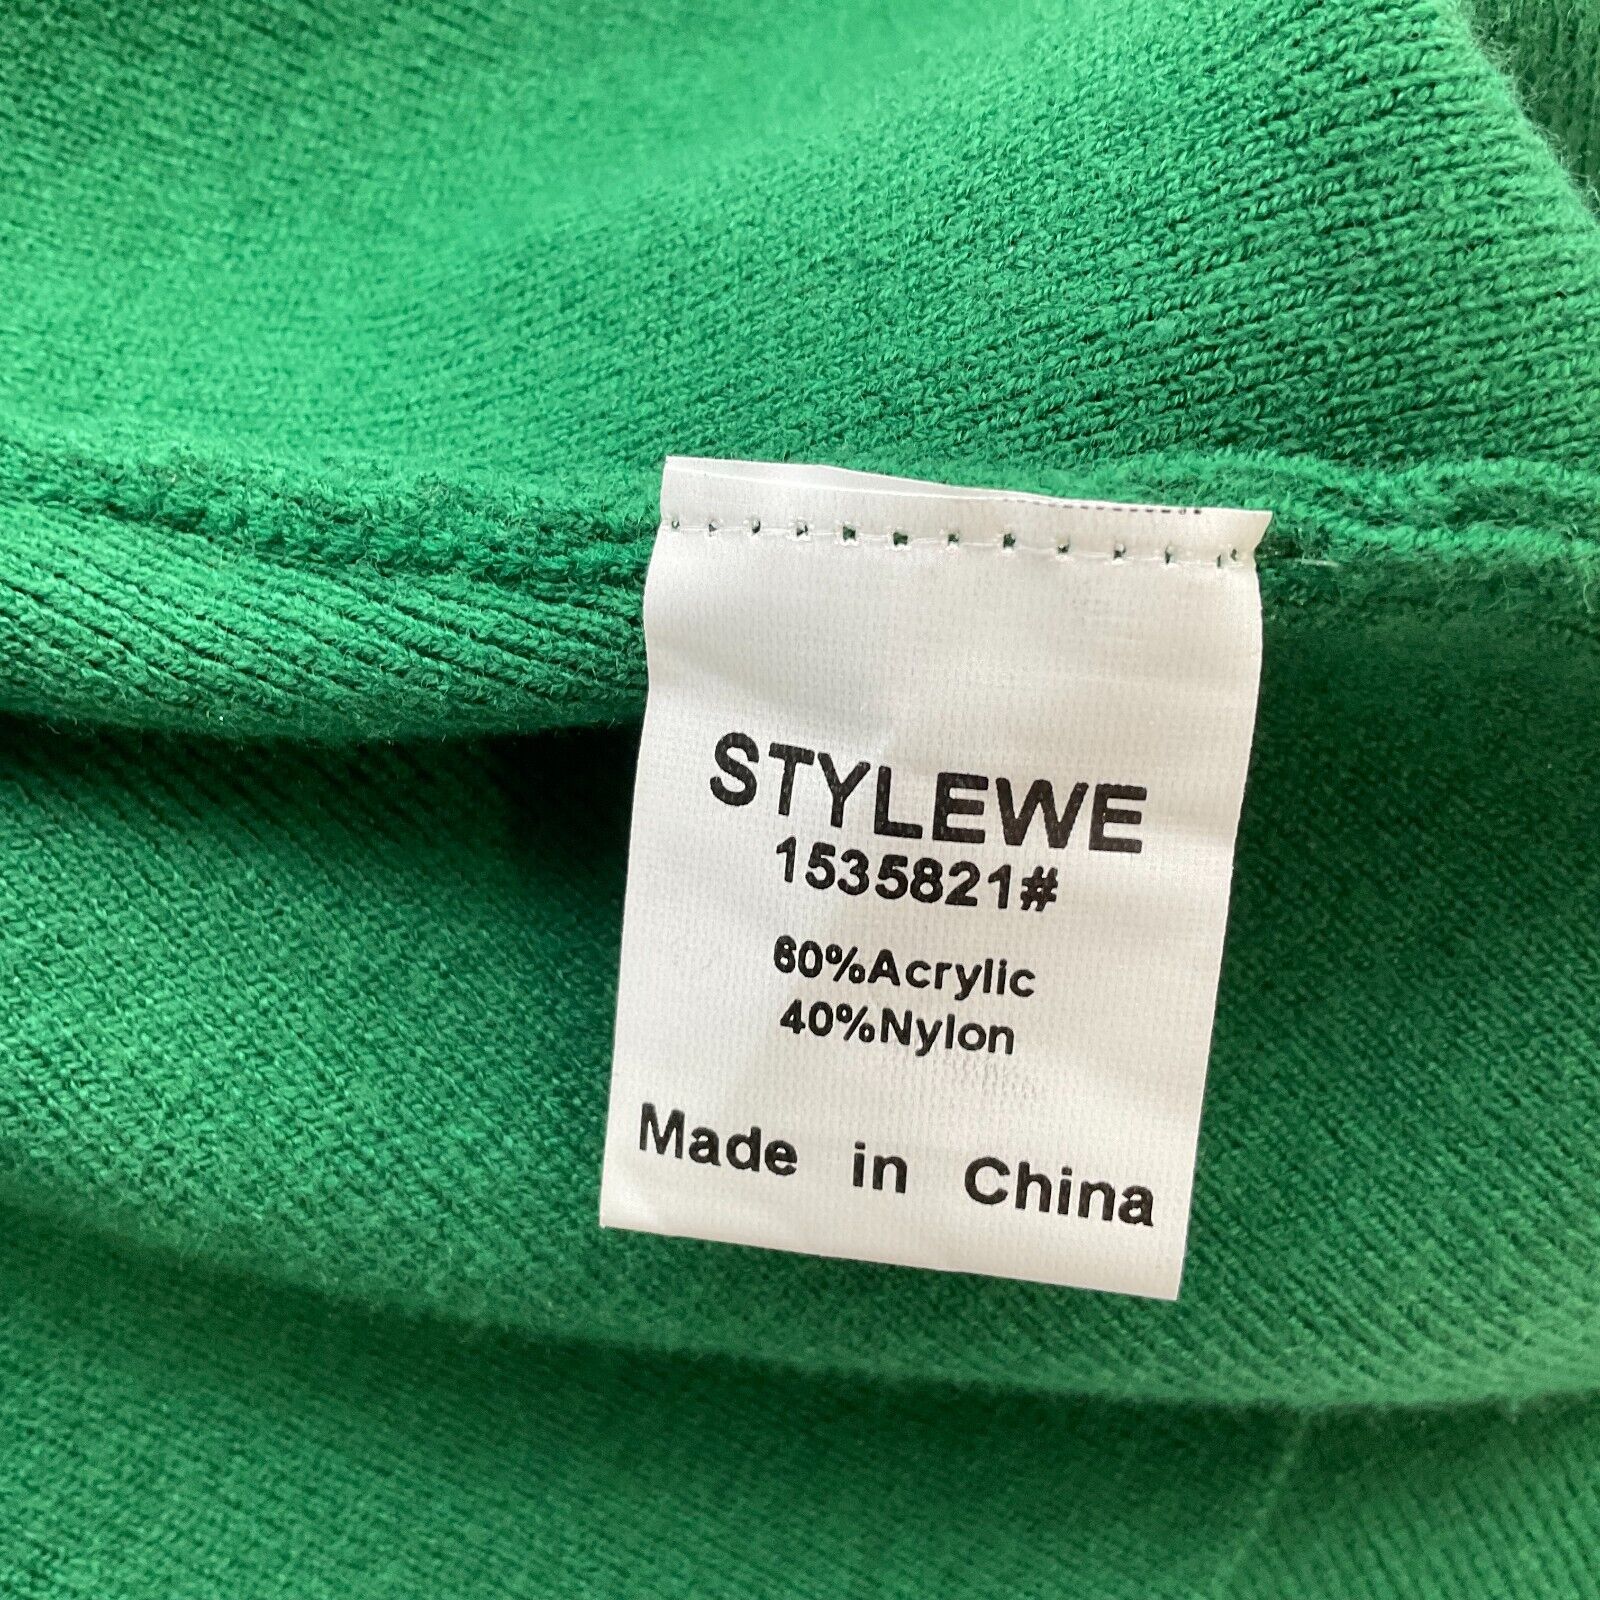 STYLEWE
1535821#
60%Acrylic
40%Nylon
Made in China